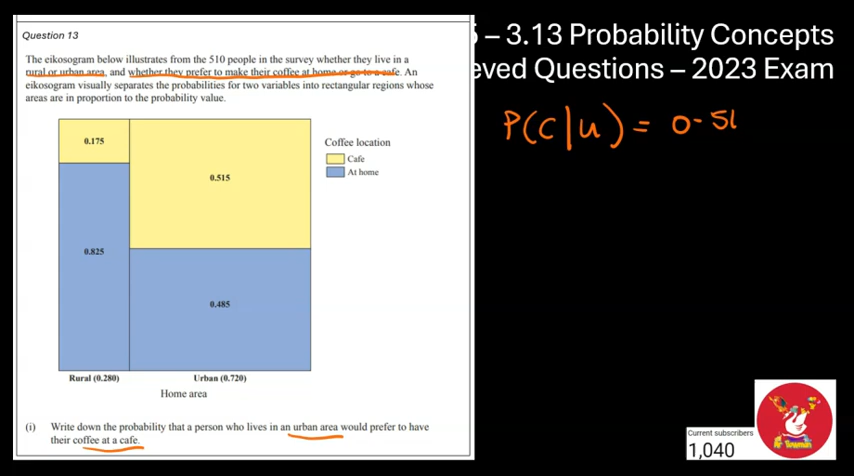 Question 13
The eikosogram below illustrates from the 510 people in the survey whether they live in a
rural or urban area, and whether they prefer to make their coffee at home or go to a cafe. An
eikosogram visually separates the probabilities for two variables into rectangular regions whose
areas are in proportion to the probability value.
0.175
0.515
0.825
0.485
Coffee location
Cafe
At home
Rural (0.280)
Urban (0.720)
Home area
(i) Write down the probability that a person who lives in an urban area would prefer to have
their coffee at a cafe.
– 3.13 Probability Concepts
eved Questions – 2023 Exam
P(C|U) = 0.51
Current subscribers
1,040